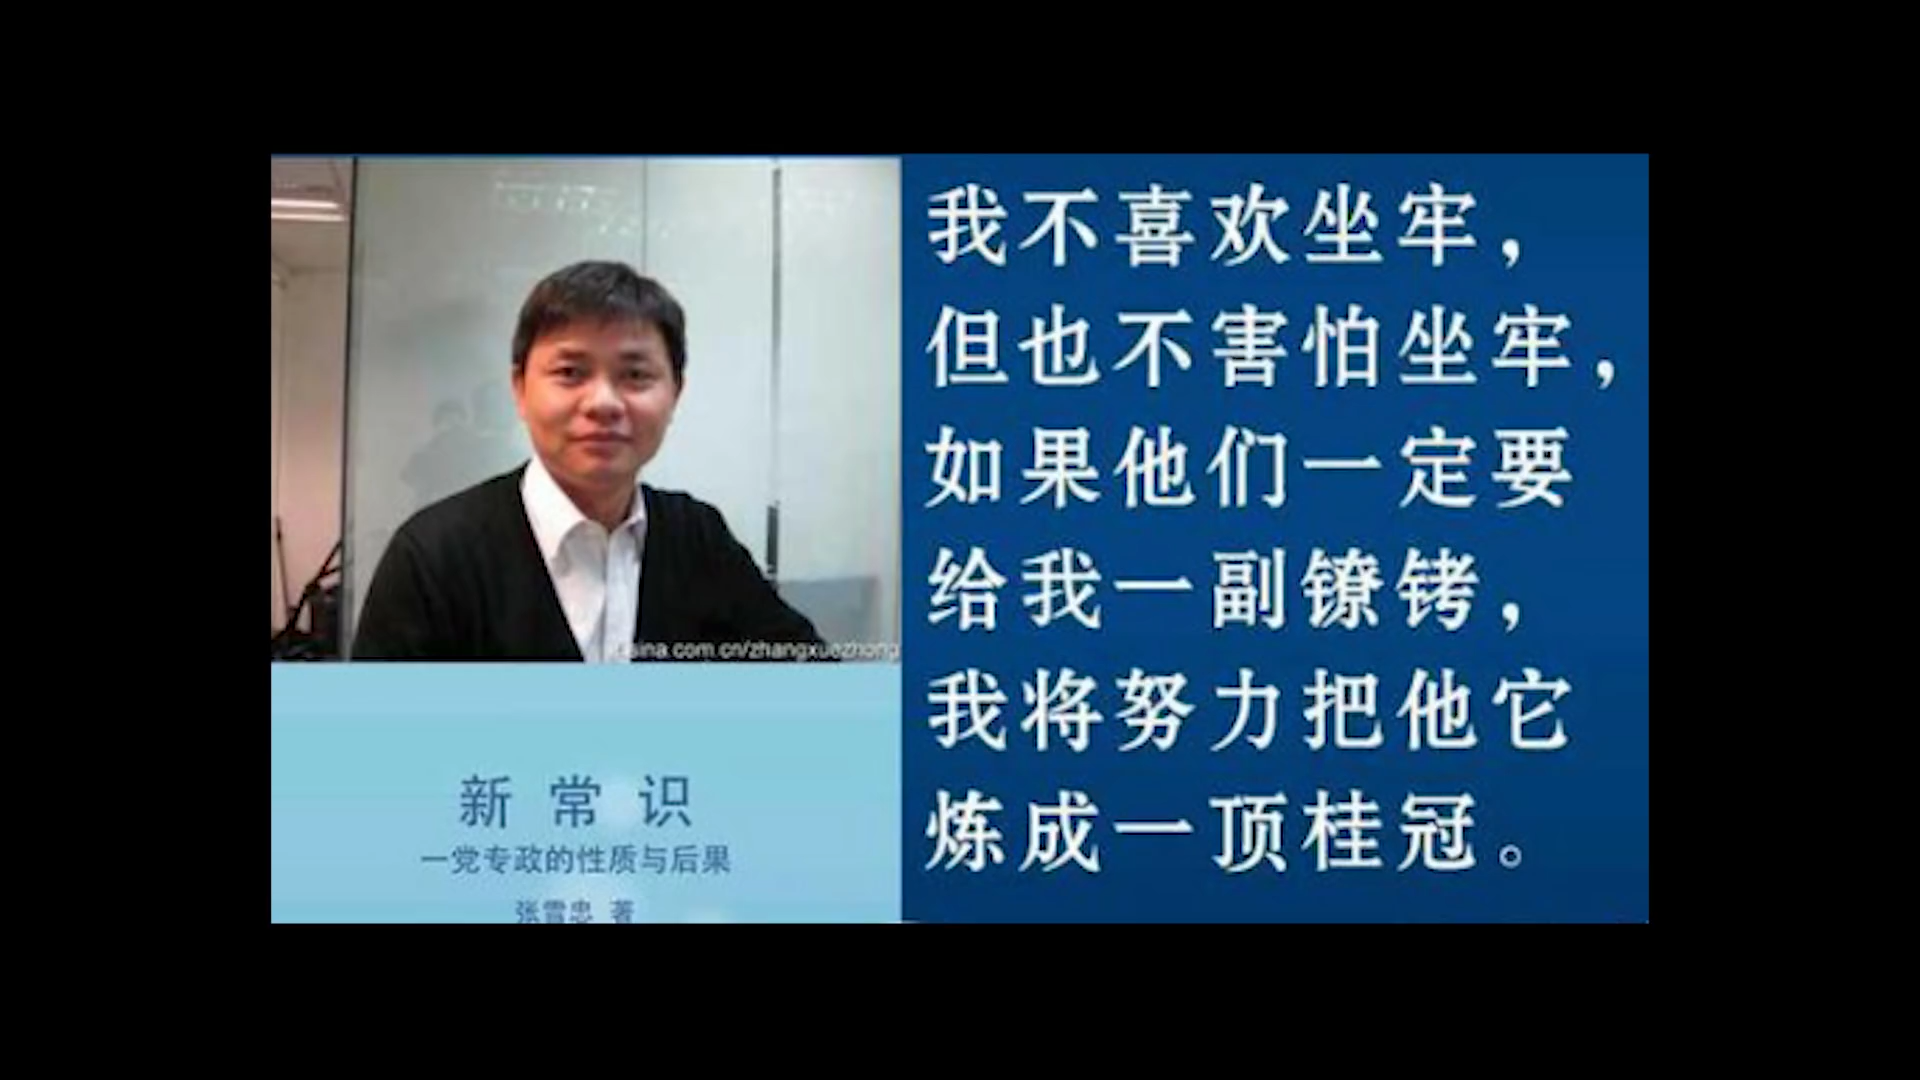 sina.com.cn/zhangxuezhong
新常识
一党专政的性质与后果
张雪忠 著
我不喜欢坐牢，
但也不害怕坐牢，
如果他们一定要
给我一副镣铐，
我将努力把他它
炼成一顶桂冠。